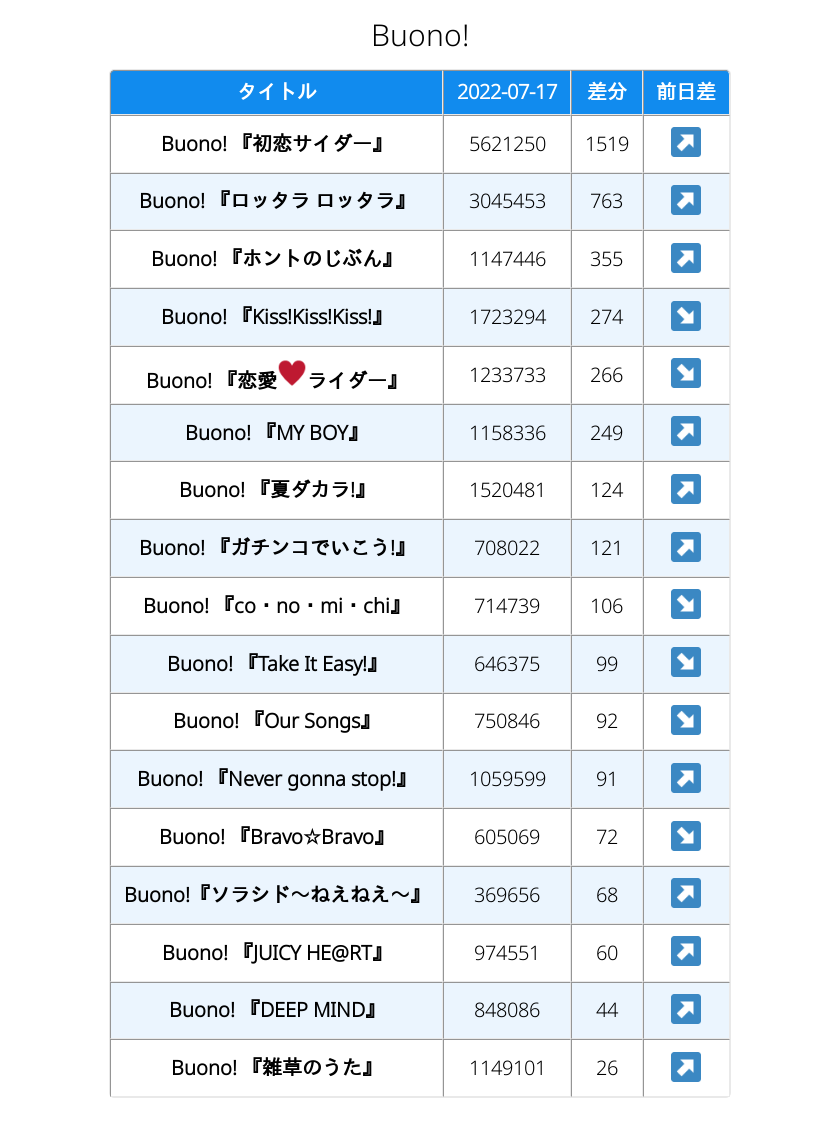 Buono!
タイトル 2022-07-17 差分 前日差
Buono! 『初恋サイダー』 5621250 1519 ↗
Buono! 『ロッタラ ロッタラ』 3045453 763 ↗
Buono! 『ホントのじぶん』 1147446 355 ↗
Buono! 『Kiss!Kiss!Kiss!』 1723294 274 ↘
Buono! 『恋愛♥ライダー』 1233733 266 ↘
Buono! 『MY BOY』 1158336 249 ↗
Buono! 『夏ダカラ!』 1520481 124 ↗
Buono! 『ガチンコでいこう!』 708022 121 ↗
Buono! 『co・no・mi・chi』 714739 106 ↘
Buono! 『Take It Easy!』 646375 99 ↘
Buono! 『Our Songs』 750846 92 ↘
Buono! 『Never gonna stop!』 1059599 91 ↗
Buono! 『Bravo☆Bravo』 605069 72 ↘
Buono!『ソラシド〜ねえねえ〜』 369656 68 ↗
Buono! 『JUICY HE@RT』 974551 60 ↗
Buono! 『DEEP MIND』 848086 44 ↗
Buono! 『雑草のうた』 1149101 26 ↗